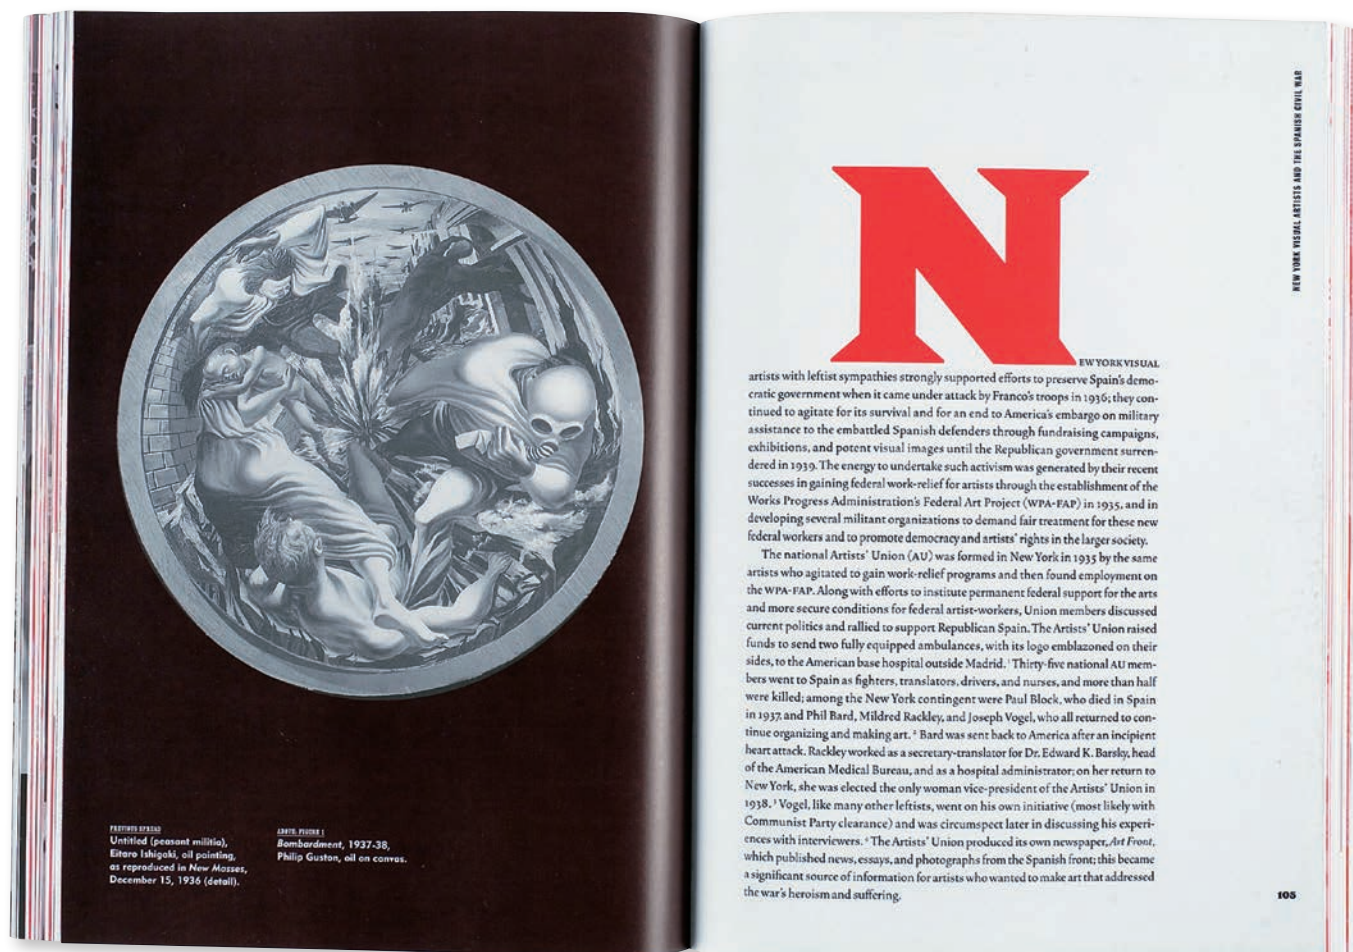 PREVIOUS SPREAD
Untitled (peasant militia),
Eitaro Ishigaki, oil painting,
as reproduced in New Masses,
December 15, 1936 (detail).
ABOVE: FIGURE 1
Bombardment, 1937-38,
Philip Guston, oil on canvas.
NEW YORK VISUAL ARTISTS AND THE SPANISH CIVIL WAR
NEW YORK VISUAL
artists with leftist sympathies strongly supported efforts to preserve Spain's demo-
cratic government when it came under attack by Franco's troops in 1936; they con-
tinued to agitate for its survival and for an end to America's embargo on military
assistance to the embattled Spanish defenders through fundraising campaigns,
exhibitions, and potent visual images until the Republican government surren-
dered in 1939. The energy to undertake such activism was generated by their recent
successes in gaining federal work-relief for artists through the establishment of the
Works Progress Administration's Federal Art Project (WPA-FAP) in 1935, and in
developing several militant organizations to demand fair treatment for these new
federal workers and to promote democracy and artists' rights in the larger society.
The national Artists' Union (AU) was formed in New York in 1935 by the same
artists who agitated to gain work-relief programs and then found employment on
the WPA-FAP. Along with efforts to institute permanent federal support for the arts
and more secure conditions for federal artist-workers, Union members discussed
current politics and rallied to support Republican Spain. The Artists' Union raised
funds to send two fully equipped ambulances, with its logo emblazoned on their
sides, to the American base hospital outside Madrid.¹ Thirty-five national AU mem-
bers went to Spain as fighters, translators, drivers, and nurses, and more than half
were killed; among the New York contingent were Paul Block, who died in Spain
in 1937, and Phil Bard, Mildred Rackley, and Joseph Vogel, who all returned to con-
tinue organizing and making art.² Bard was sent back to America after an incipient
heart attack. Rackley worked as a secretary-translator for Dr. Edward K. Barsky, head
of the American Medical Bureau, and as a hospital administrator; on her return to
New York, she was elected the only woman vice-president of the Artists' Union in
1938.³ Vogel, like many other leftists, went on his own initiative (most likely with
Communist Party clearance) and was circumspect later in discussing his experi-
ences with interviewers.⁴ The Artists' Union produced its own newspaper, Art Front,
which published news, essays, and photographs from the Spanish front; this became
a significant source of information for artists who wanted to make art that addressed
the war's heroism and suffering.
105